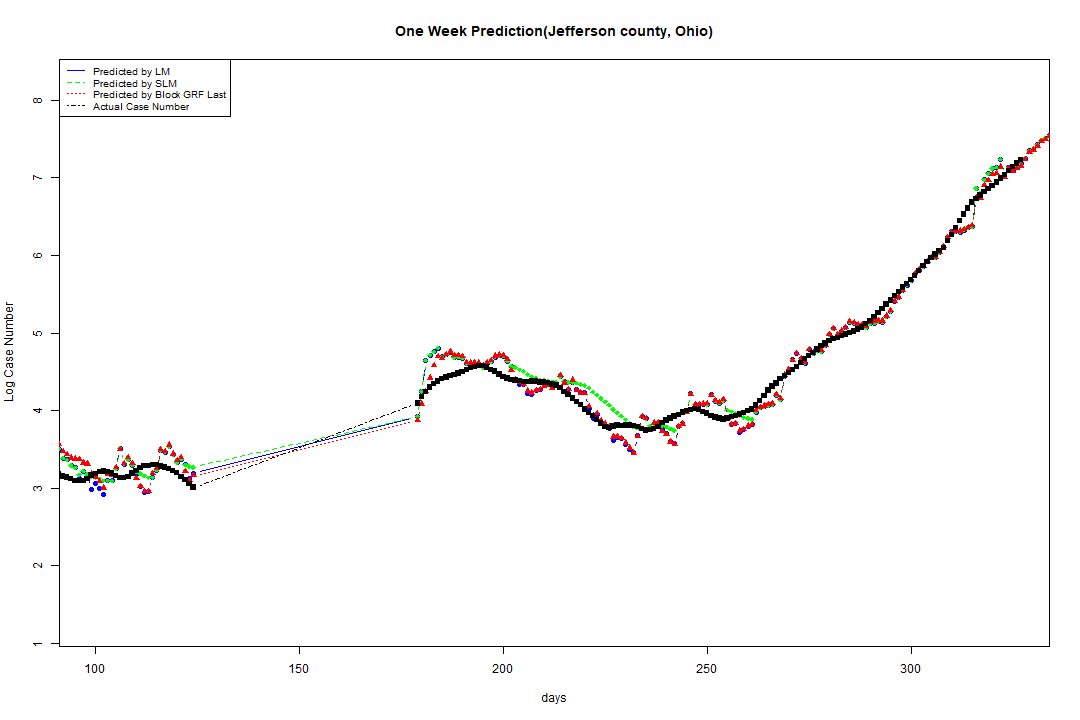 One Week Prediction(Jefferson county, Ohio)
Predicted by LM
Predicted by SLM
Predicted by Block GRF Last
Actual Case Number
8
7
6
5
4
3
2
1
Log Case Number
100 150 200 250 300
days